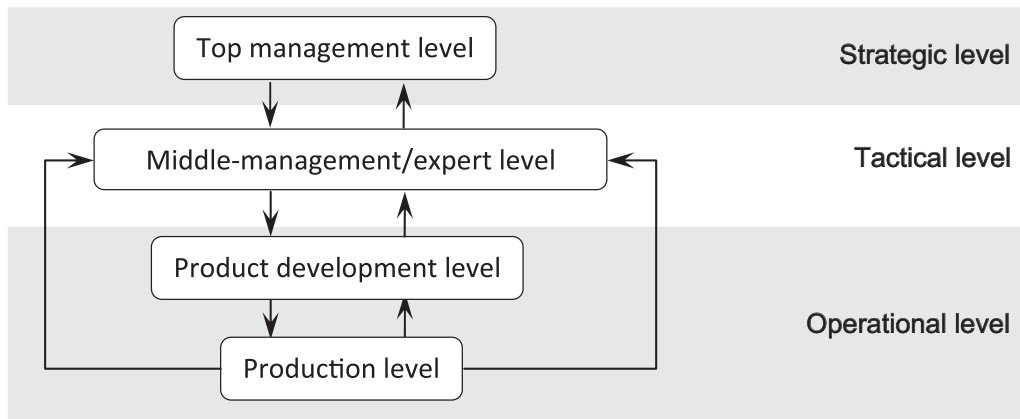 Top management level
Strategic level
Middle-management/expert level
Tactical level
Product development level
Operational level
Production level